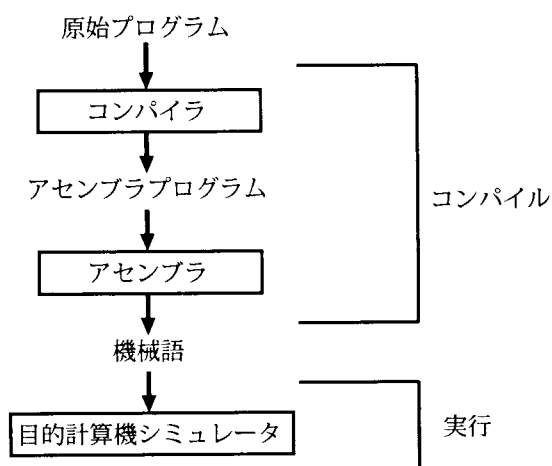 原始プログラム
コンパイラ
アセンブラプログラム
コンパイル
アセンブラ
機械語
目的計算機シミュレータ
実行